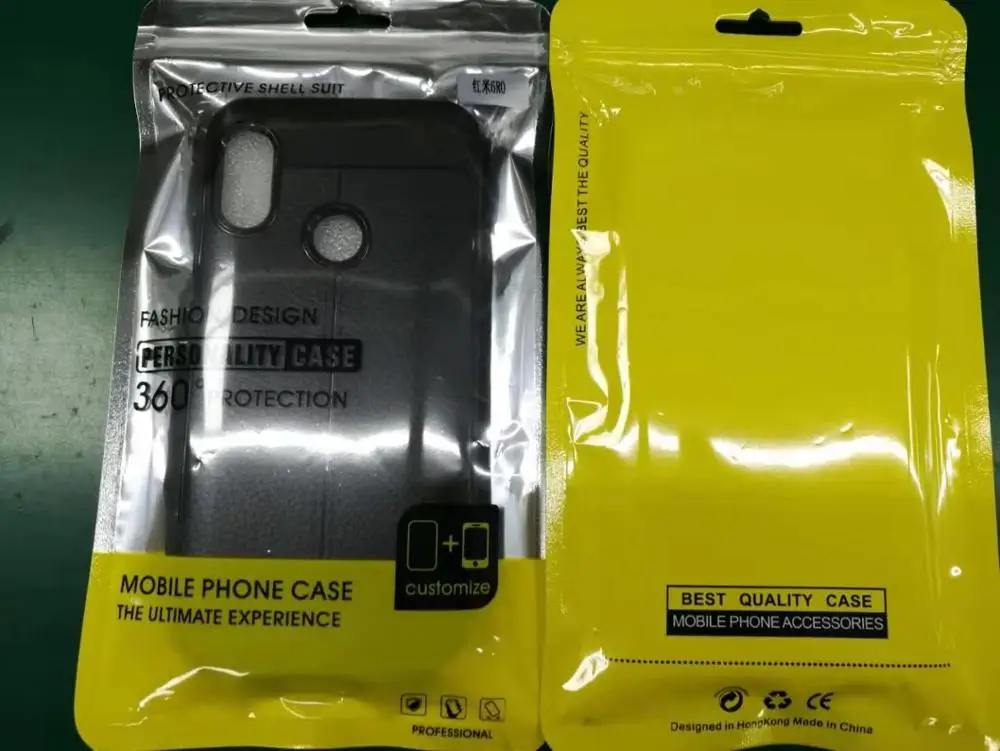 PROTECTIVE SHELL SUIT
红米6R0
FASHION DESIGN
PERSONALITY CASE
360° PROTECTION
customize
MOBILE PHONE CASE
THE ULTIMATE EXPERIENCE
PROFESSIONAL
WE ARE ALWAYS BEST THE QUALITY
BEST QUALITY CASE
MOBILE PHONE ACCESSORIES
CE
Designed in HongKong Made In China